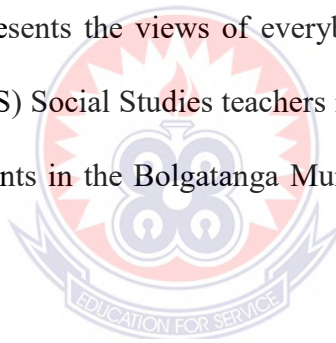 esents the views of everyb
S) Social Studies teachers
nts in the Bolgatanga Mu
EDUCATION FOR SERVICE